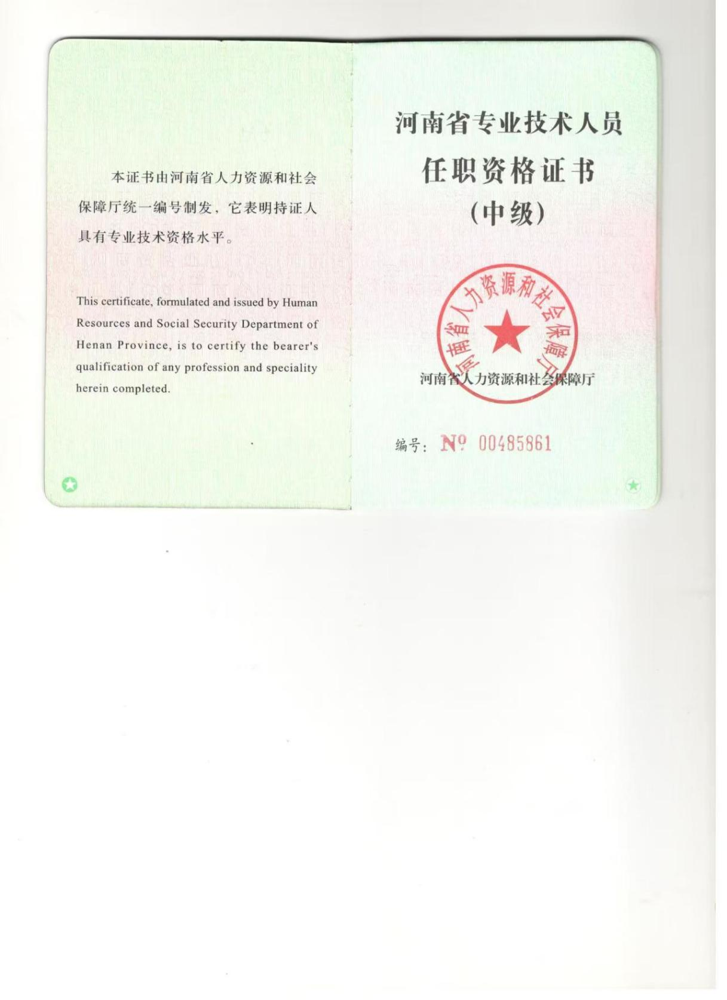 本证书由河南省人力资源和社会
保障厅统一编号制发，它表明持证人
具有专业技术资格水平。
This certificate, formulated and issued by Human
Resources and Social Security Department of
Henan Province, is to certify the bearer's
qualification of any profession and speciality
herein completed.
河南省专业技术人员
任职资格证书
(中级)
河南省人力资源和社会保障厅
河南省人力资源和社会保障厅
编号: Nº 00485861